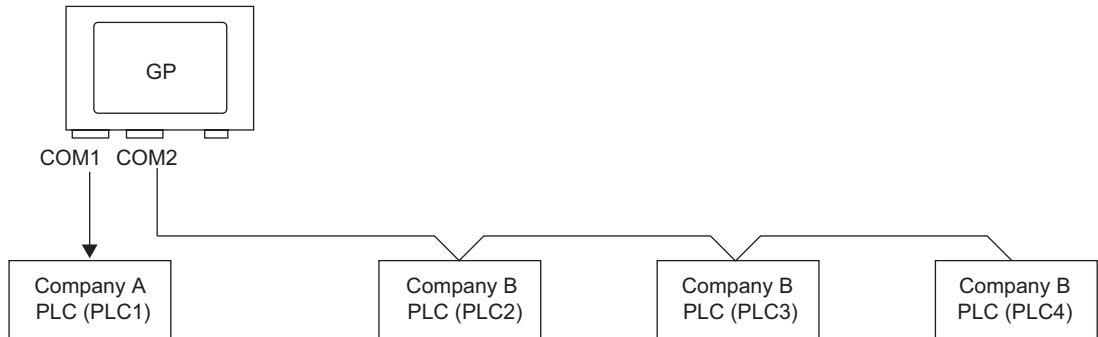 GP
COM1 COM2
Company A
PLC (PLC1)
Company B
PLC (PLC2)
Company B
PLC (PLC3)
Company B
PLC (PLC4)